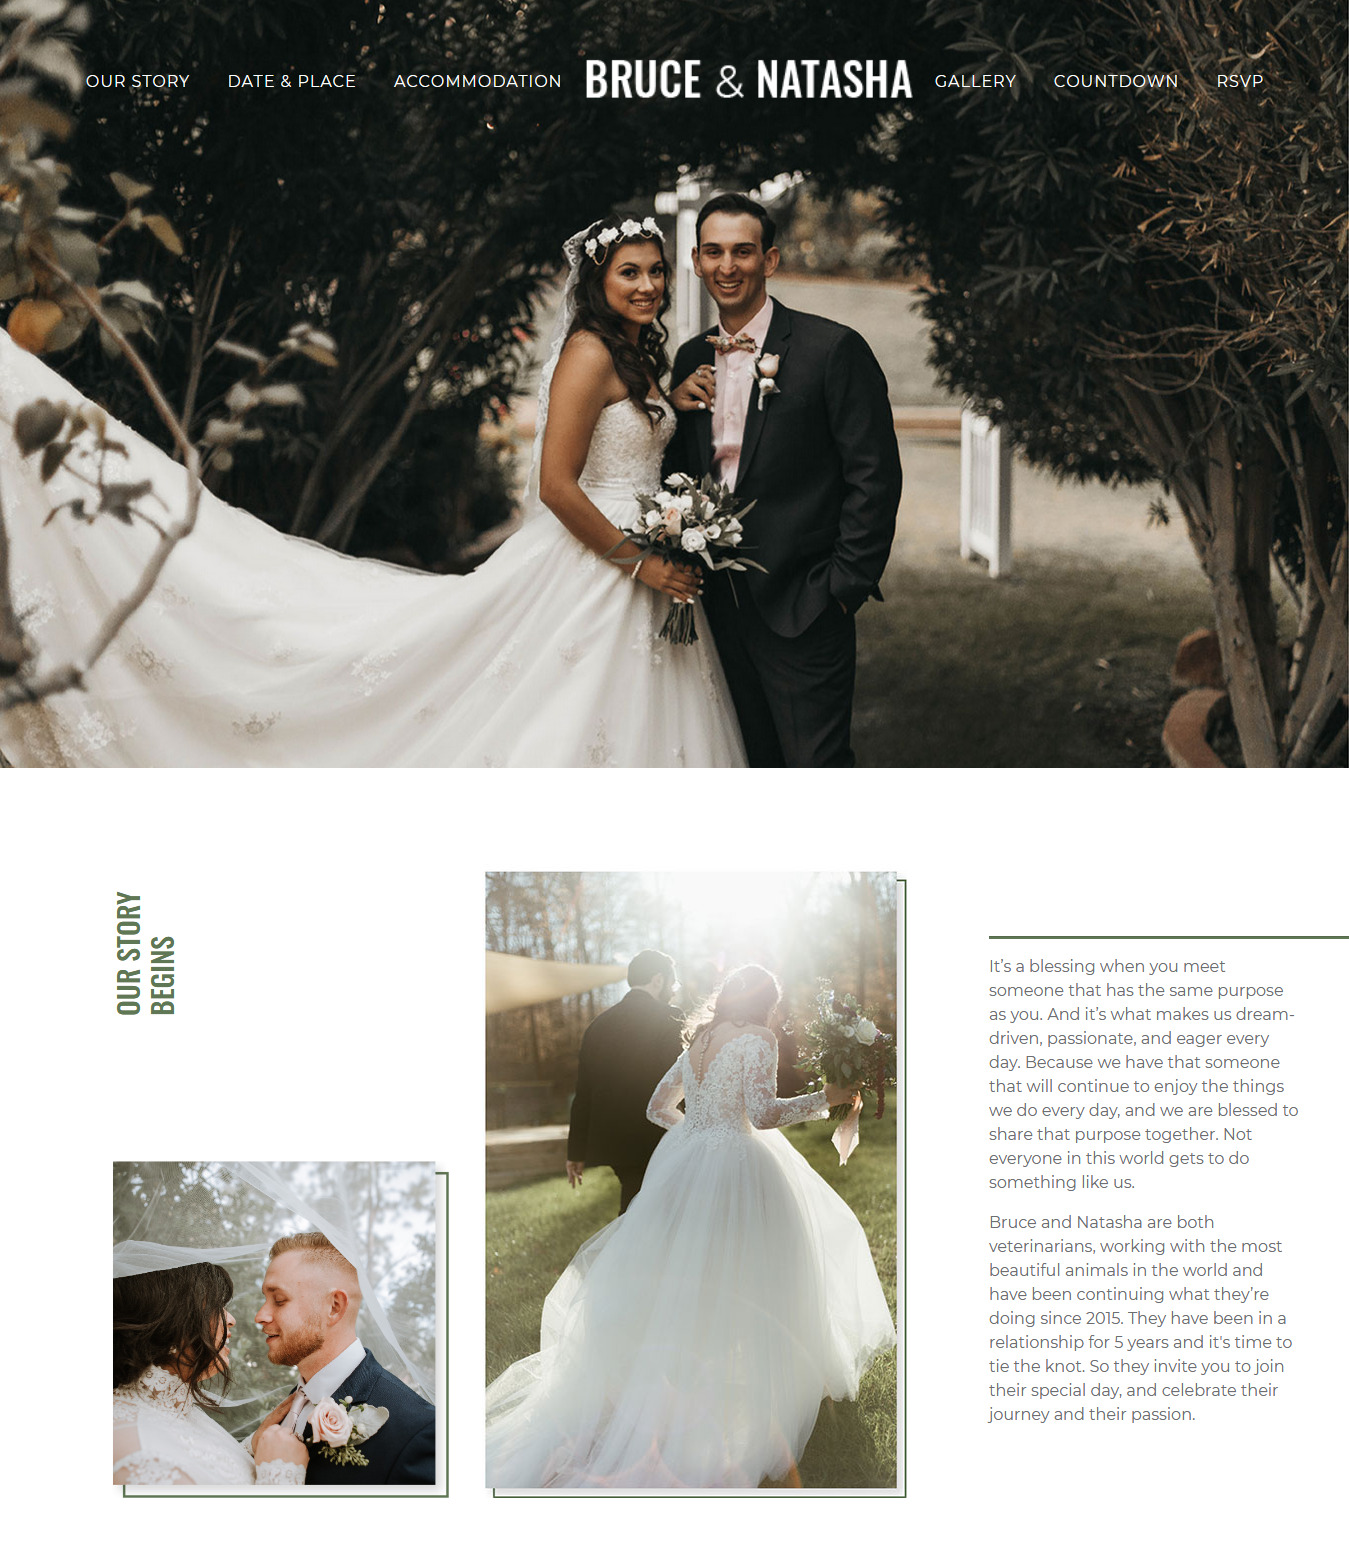 OUR STORY DATE & PLACE ACCOMMODATION BRUCE & NATASHA GALLERY COUNTDOWN RSVP
OUR STORY
BEGINS
It’s a blessing when you meet
someone that has the same purpose
as you. And it’s what makes us dream-
driven, passionate, and eager every
day. Because we have that someone
that will continue to enjoy the things
we do every day, and we are blessed to
share that purpose together. Not
everyone in this world gets to do
something like us.
Bruce and Natasha are both
veterinarians, working with the most
beautiful animals in the world and
have been continuing what they’re
doing since 2015. They have been in a
relationship for 5 years and it's time to
tie the knot. So they invite you to join
their special day, and celebrate their
journey and their passion.